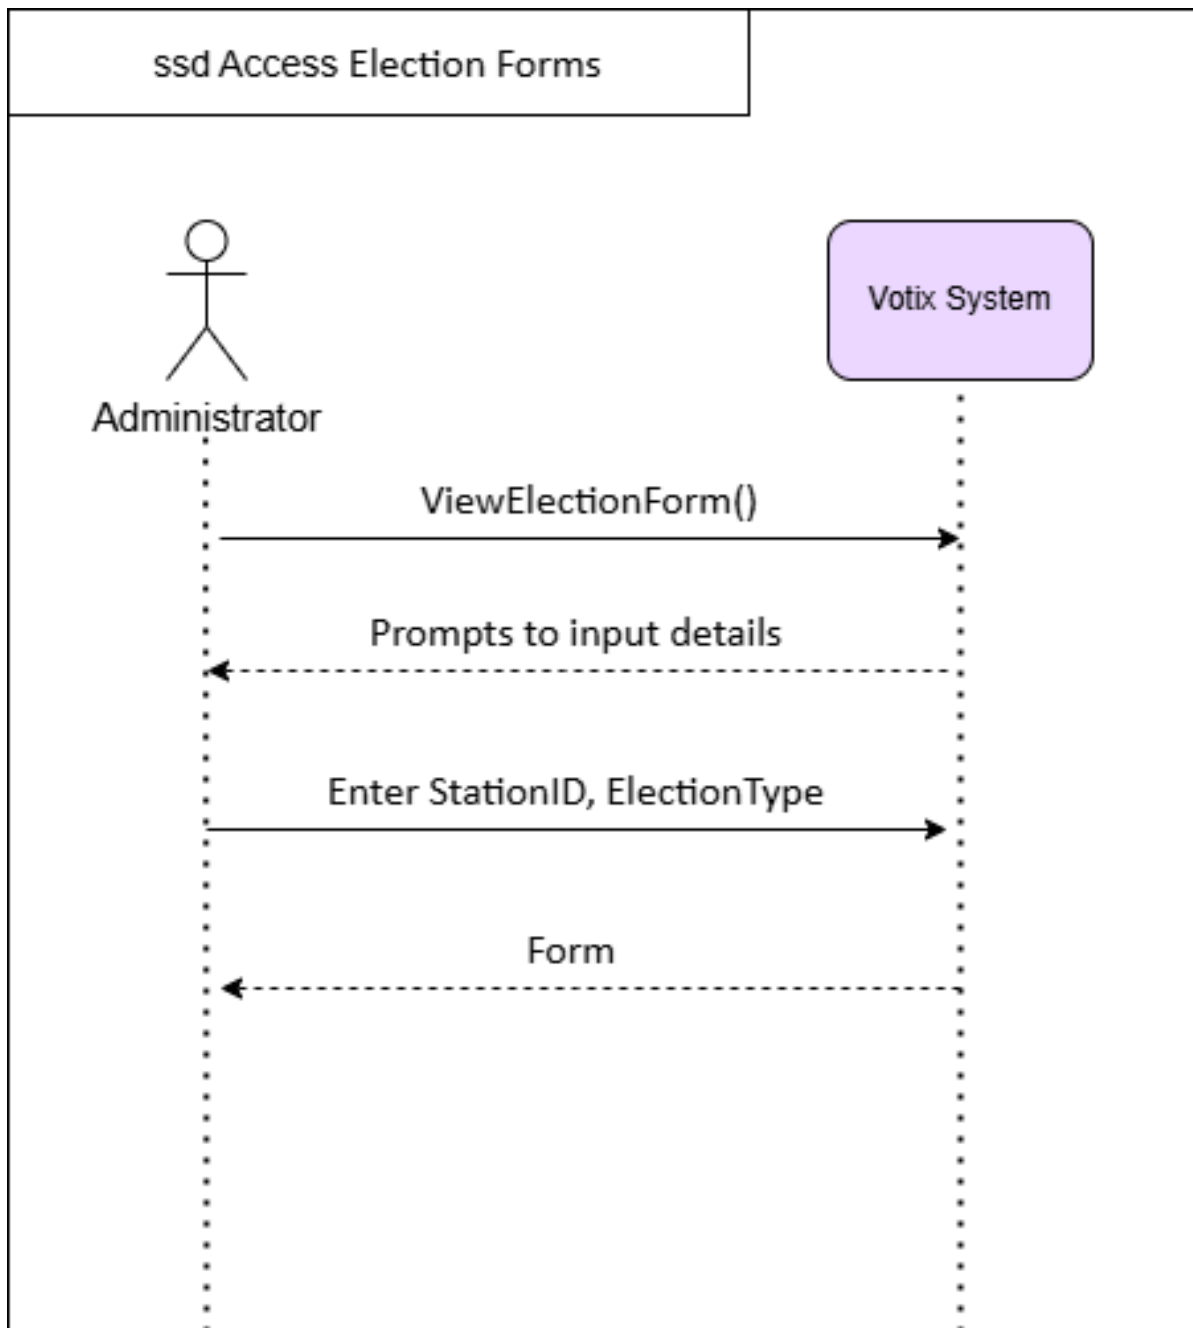 ssd Access Election Forms
Votix System
Administrator
ViewElectionForm()
Prompts to input details
Enter StationID, ElectionType
Form